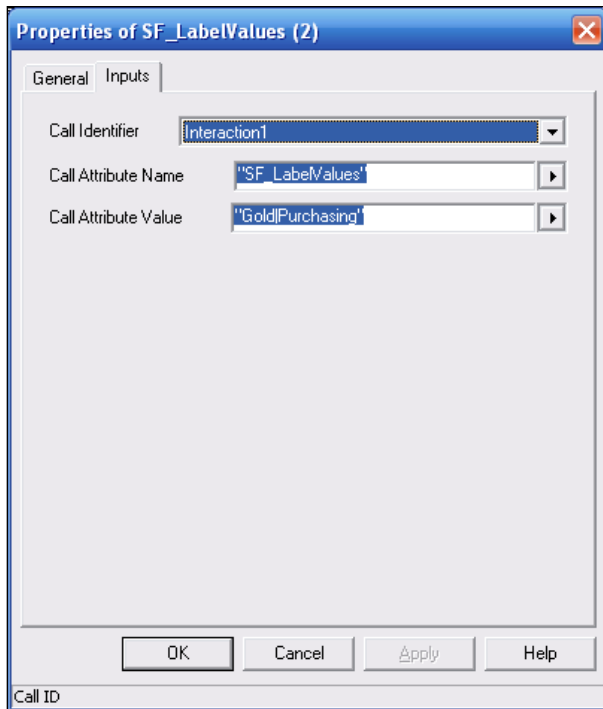 Properties of SF_LabelValues (2)
General Inputs
Call Identifier Interaction1
Call Attribute Name "SF_LabelValues"
Call Attribute Value "Gold|Purchasing"
OK Cancel Apply Help
Call ID